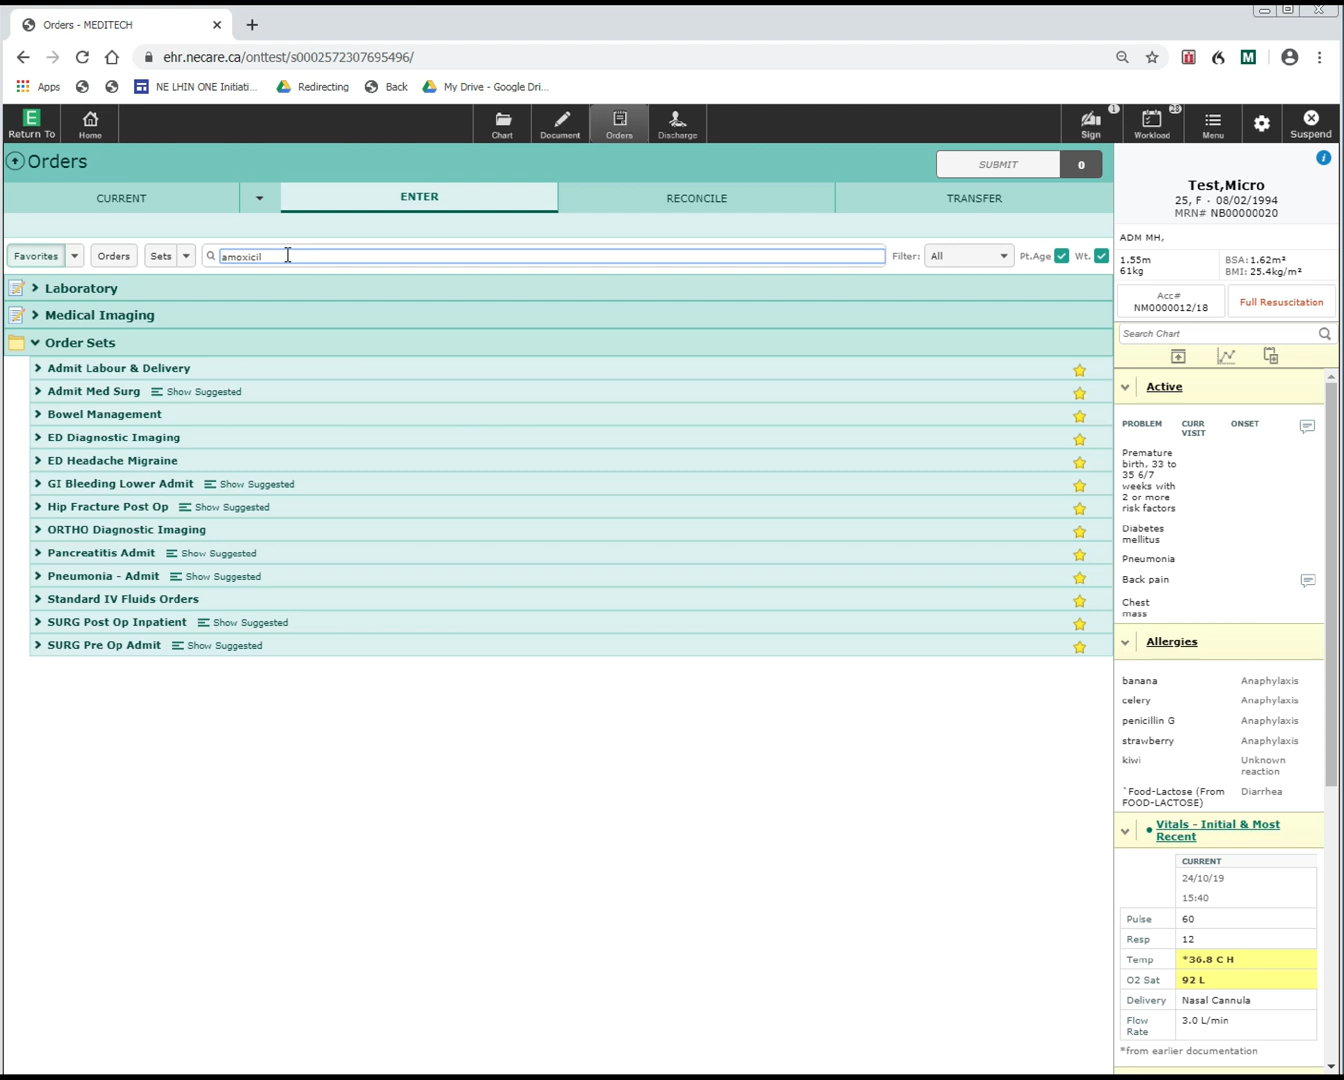 Orders - MEDITECH
ehr.necare.ca/onttest/s0002572307695496/
Apps
NE LHIN ONE Initiati...
Redirecting
Back
My Drive - Google Dri...
Return To
Home
Chart
Document
Orders
Discharge
Sign
1
Workload
28
Menu
Suspend
Orders
SUBMIT
0
CURRENT
ENTER
RECONCILE
TRANSFER
Favorites
Orders
Sets
amoxicil
Filter:
All
Pt.Age
Wt.
Laboratory
Medical Imaging
Order Sets
Admit Labour & Delivery
Admit Med Surg
Show Suggested
Bowel Management
ED Diagnostic Imaging
ED Headache Migraine
GI Bleeding Lower Admit
Show Suggested
Hip Fracture Post Op
Show Suggested
ORTHO Diagnostic Imaging
Pancreatitis Admit
Show Suggested
Pneumonia - Admit
Show Suggested
Standard IV Fluids Orders
SURG Post Op Inpatient
Show Suggested
SURG Pre Op Admit
Show Suggested
Test,Micro
25, F · 08/02/1994
MRN# NB00000020
ADM MH,
1.55m
61kg
BSA: 1.62m²
BMI: 25.4kg/m²
Acc#
NM0000012/18
Full Resuscitation
Search Chart
Active
PROBLEM
CURR VISIT
ONSET
Premature
birth, 33 to
35 6/7
weeks with
2 or more
risk factors
Diabetes
mellitus
Pneumonia
Back pain
Chest
mass
Allergies
banana Anaphylaxis
celery Anaphylaxis
penicillin G Anaphylaxis
strawberry Anaphylaxis
kiwi Unknown reaction
*Food-Lactose (From FOOD-LACTOSE) Diarrhea
Vitals - Initial & Most
Recent
CURRENT
24/10/19
15:40
Pulse 60
Resp 12
Temp *36.8 C H
O2 Sat 92 L
Delivery Nasal Cannula
Flow Rate 3.0 L/min
*from earlier documentation